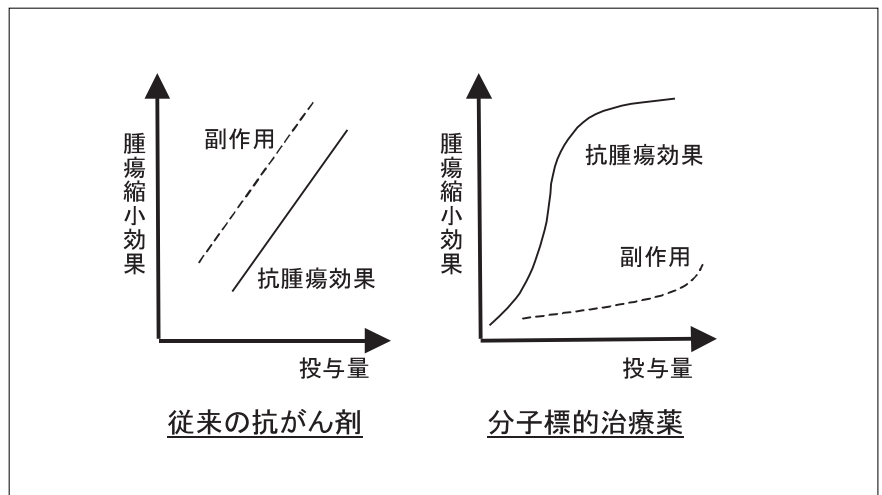 腫瘍縮小効果
副作用
抗腫瘍効果
投与量
従来の抗がん剤
腫瘍縮小効果
抗腫瘍効果
副作用
投与量
分子標的治療薬